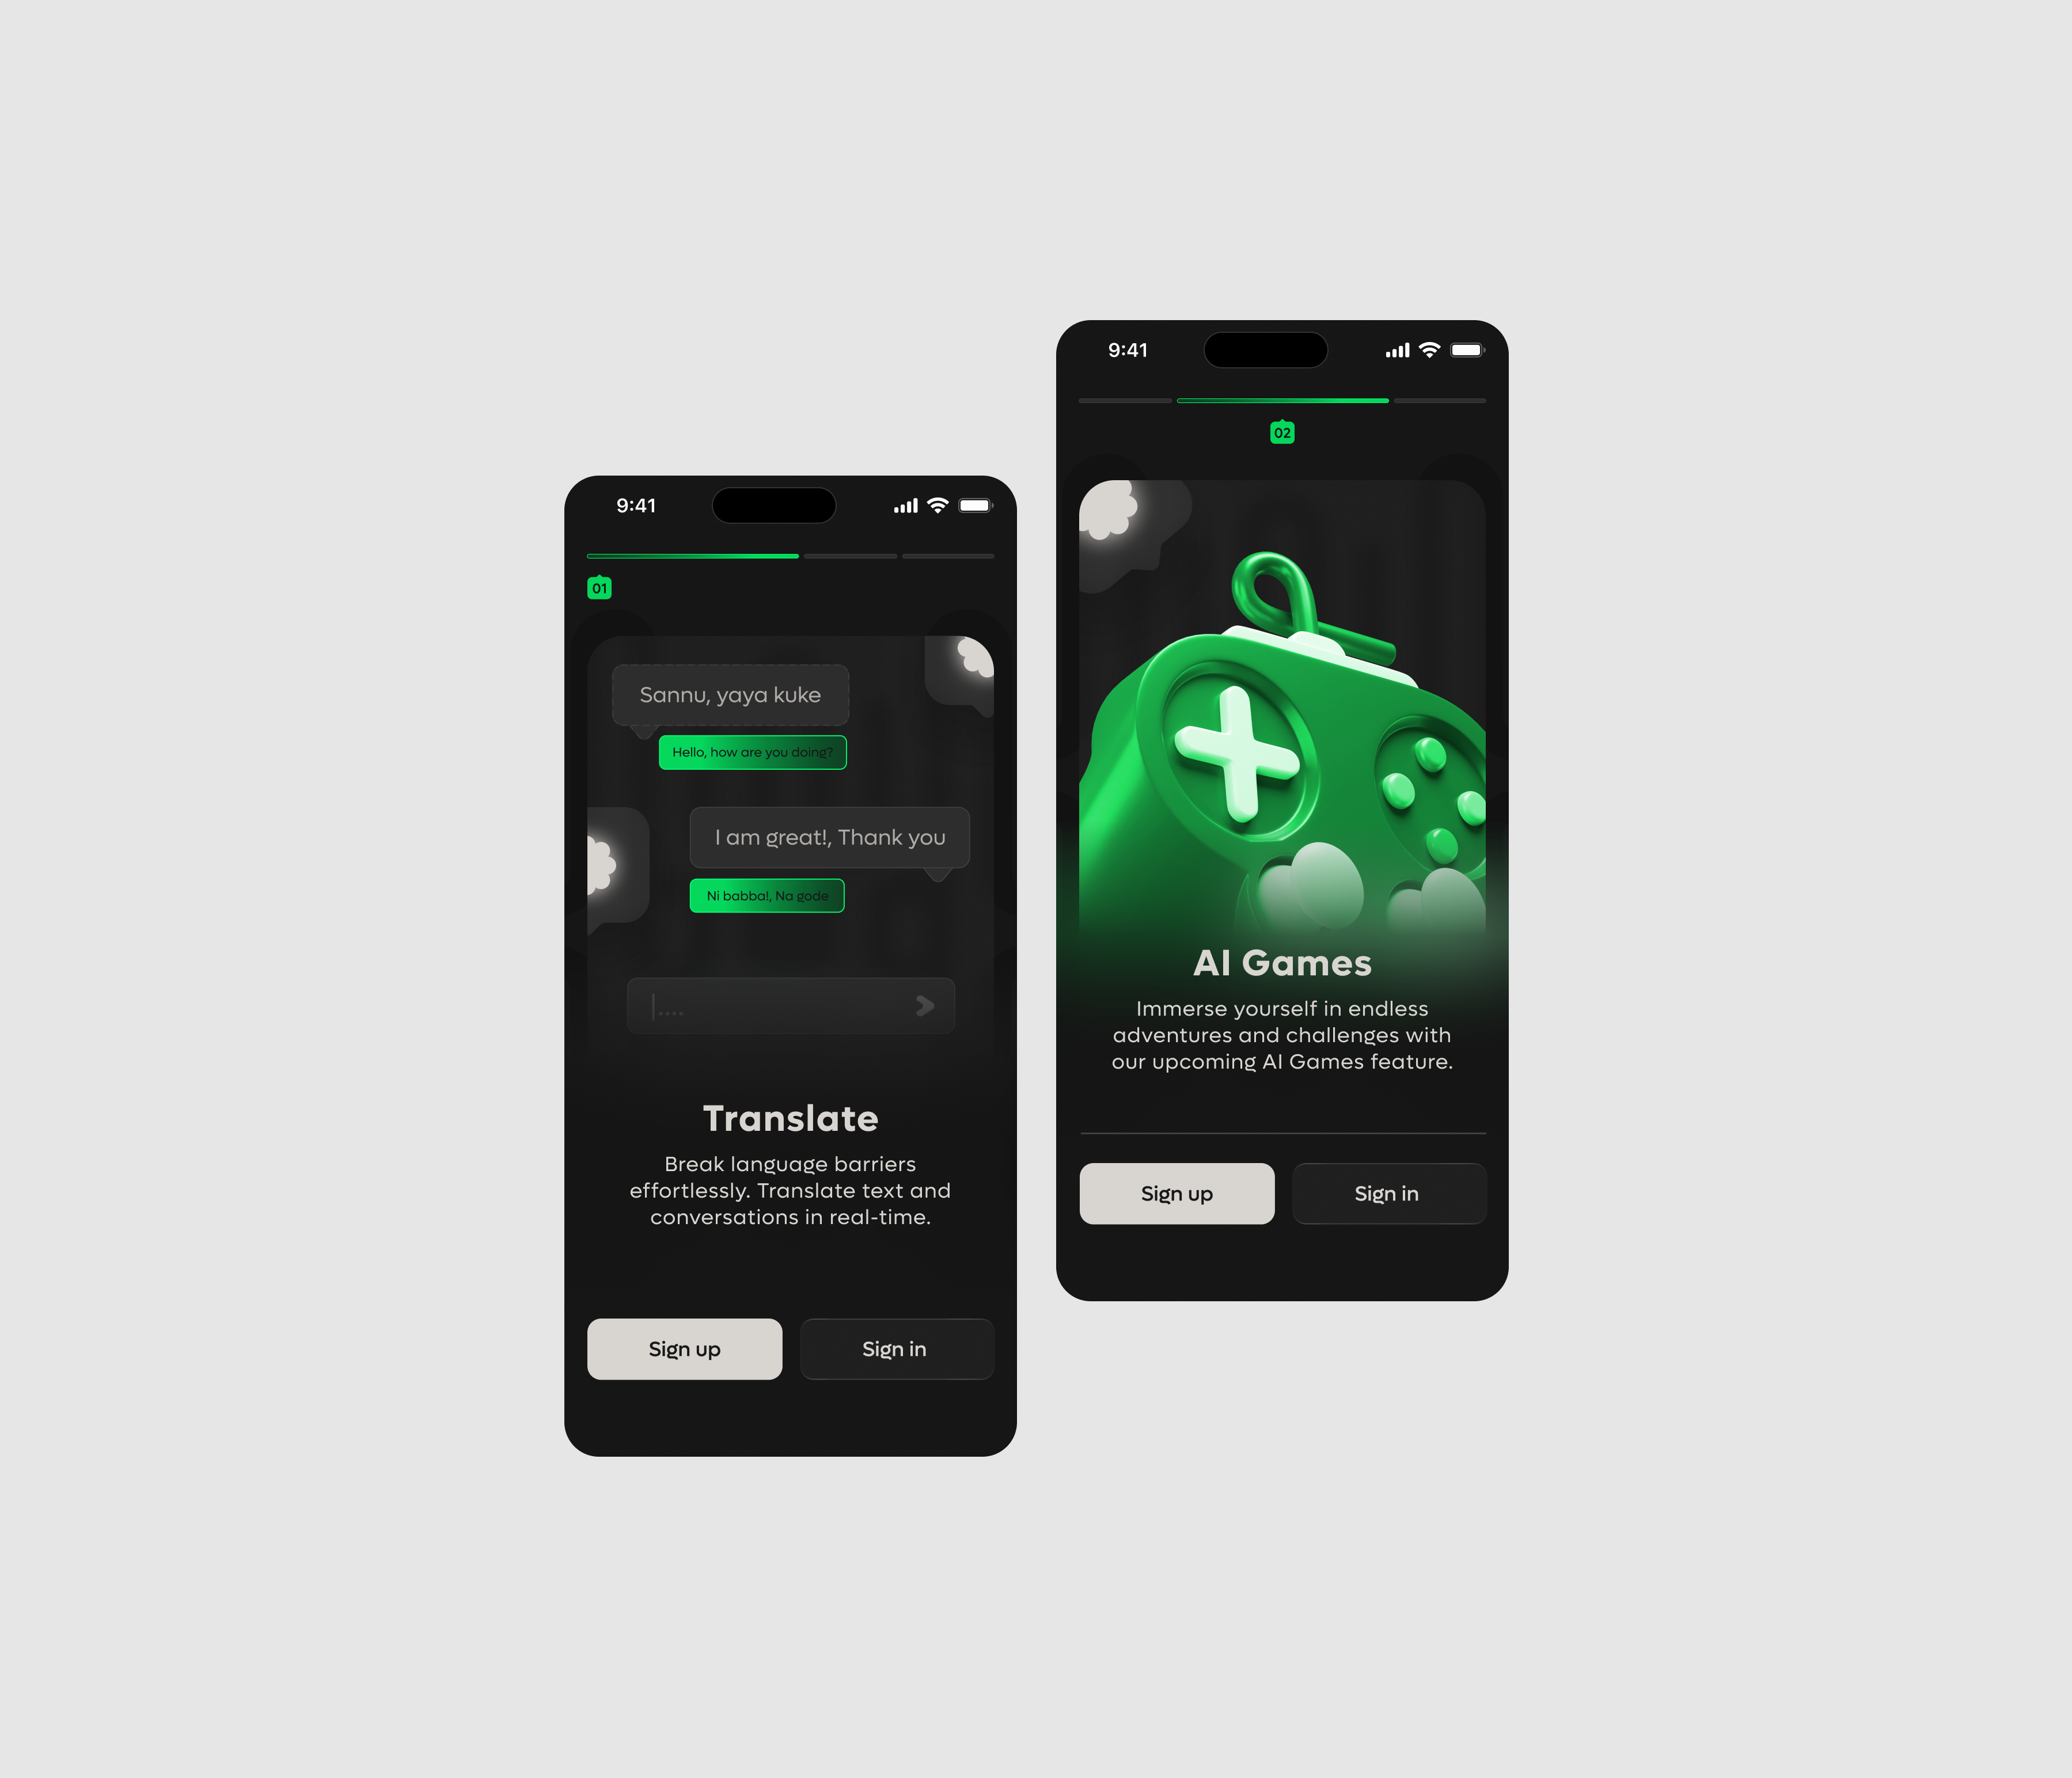 9:41
01
Sannu, yaya kuke
Hello, how are you doing?
I am great!, Thank you
Ni babba!, Na gode
|....
Translate
Break language barriers
effortlessly. Translate text and
conversations in real-time.
Sign up
Sign in
9:41
02
AI Games
Immerse yourself in endless
adventures and challenges with
our upcoming AI Games feature.
Sign up
Sign in